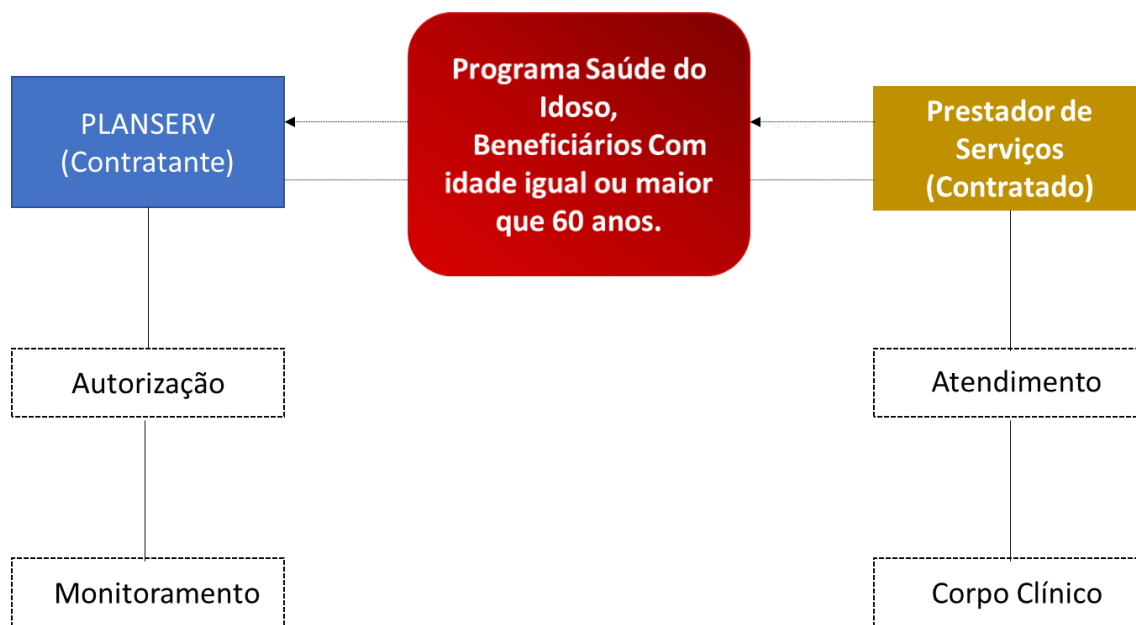 PLANSERV
(Contratante)
Programa Saúde do
Idoso,
Beneficiários Com
idade igual ou maior
que 60 anos.
Prestador de
Serviços
(Contratado)
Autorização
Atendimento
Monitoramento
Corpo Clínico